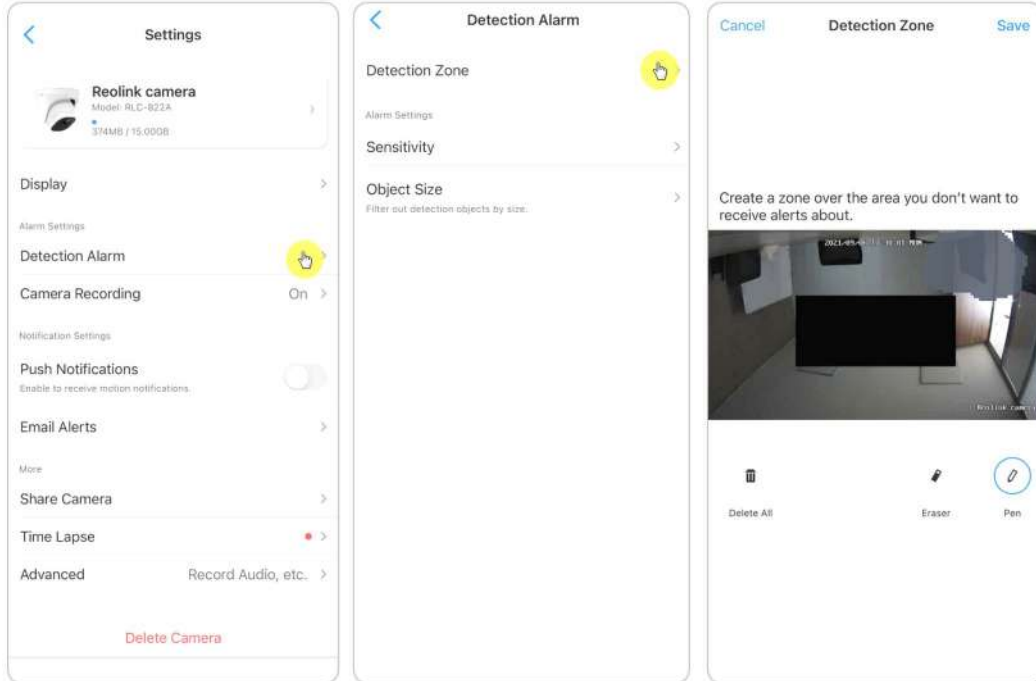 Settings
Reolink camera
Model: RLC-822A
374MB / 15.00GB
Display
Alarm Settings
Detection Alarm
Camera Recording
On
Notification Settings
Push Notifications
Enable to receive motion notifications.
Email Alerts
More
Share Camera
Time Lapse
Advanced
Record Audio, etc.
Delete Camera
Detection Alarm
Detection Zone
Alarm Settings
Sensitivity
Object Size
Filter out detection objects by size.
Cancel
Detection Zone
Save
Create a zone over the area you don't want to
receive alerts about.
Reolink camera
Delete All
Eraser
Pen